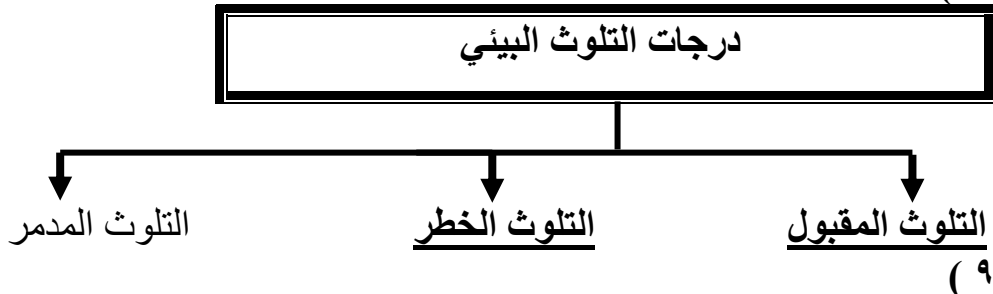 درجات التلوث البيئي
التلوث المقبول التلوث الخطر التلوث المدمر
٩ )